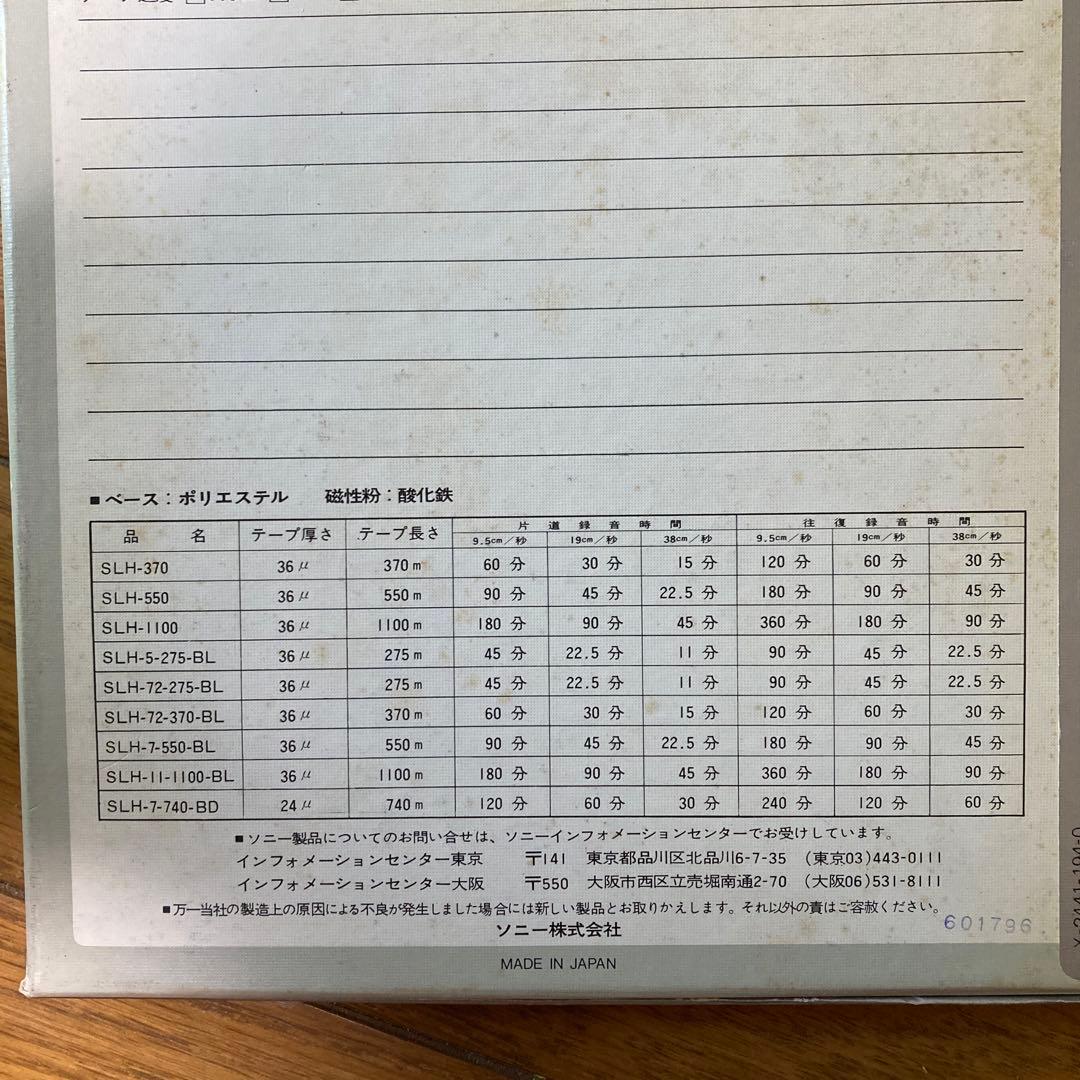 ■ベース：ポリエステル　磁性粉：酸化鉄
品名 テープ厚さ テープ長さ 片道録音時間 往復録音時間
9.5cm／秒 19cm／秒 38cm／秒 9.5cm／秒 19cm／秒 38cm／秒
SLH-370 36μ 370m 60分 30分 15分 120分 60分 30分
SLH-550 36μ 550m 90分 45分 22.5分 180分 90分 45分
SLH-1100 36μ 1100m 180分 90分 45分 360分 180分 90分
SLH-5-275-BL 36μ 275m 45分 22.5分 11分 90分 45分 22.5分
SLH-72-275-BL 36μ 275m 45分 22.5分 11分 90分 45分 22.5分
SLH-72-370-BL 36μ 370m 60分 30分 15分 120分 60分 30分
SLH-7-550-BL 36μ 550m 90分 45分 22.5分 180分 90分 45分
SLH-11-1100-BL 36μ 1100m 180分 90分 45分 360分 180分 90分
SLH-7-740-BD 24μ 740m 120分 60分 30分 240分 120分 60分
■ソニー製品についてのお問い合せは、ソニーインフォメーションセンターでお受けしています。
インフォメーションセンター東京 〒141 東京都品川区北品川6-7-35 （東京03）443-0111
インフォメーションセンター大阪 〒550 大阪市西区立売堀南通2-70 （大阪06）531-8111
■万一当社の製造上の原因による不良が発生しました場合には新しい製品とお取りかえします。それ以外の責はご容赦ください。
ソニー株式会社
601796
MADE IN JAPAN